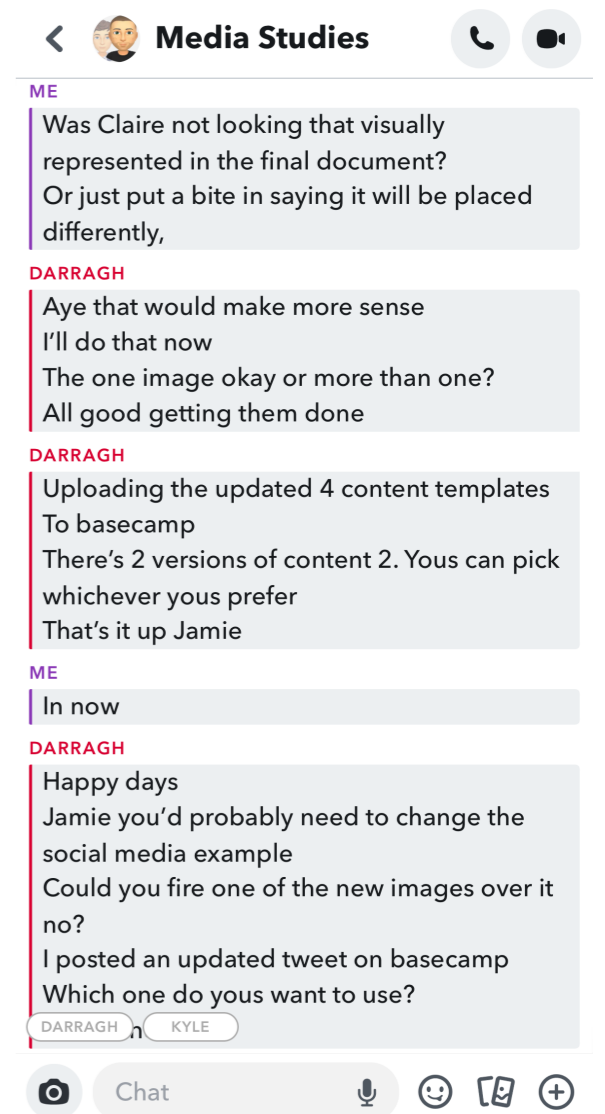 Media Studies
ME
Was Claire not looking that visually
represented in the final document?
Or just put a bite in saying it will be placed
differently,
DARRAGH
Aye that would make more sense
I'll do that now
The one image okay or more than one?
All good getting them done
DARRAGH
Uploading the updated 4 content templates
To basecamp
There's 2 versions of content 2. Yous can pick
whichever yous prefer
That's it up Jamie
ME
In now
DARRAGH
Happy days
Jamie you'd probably need to change the
social media example
Could you fire one of the new images over it
no?
I posted an updated tweet on basecamp
Which one do yous want to use?
DARRAGH KYLE
Chat